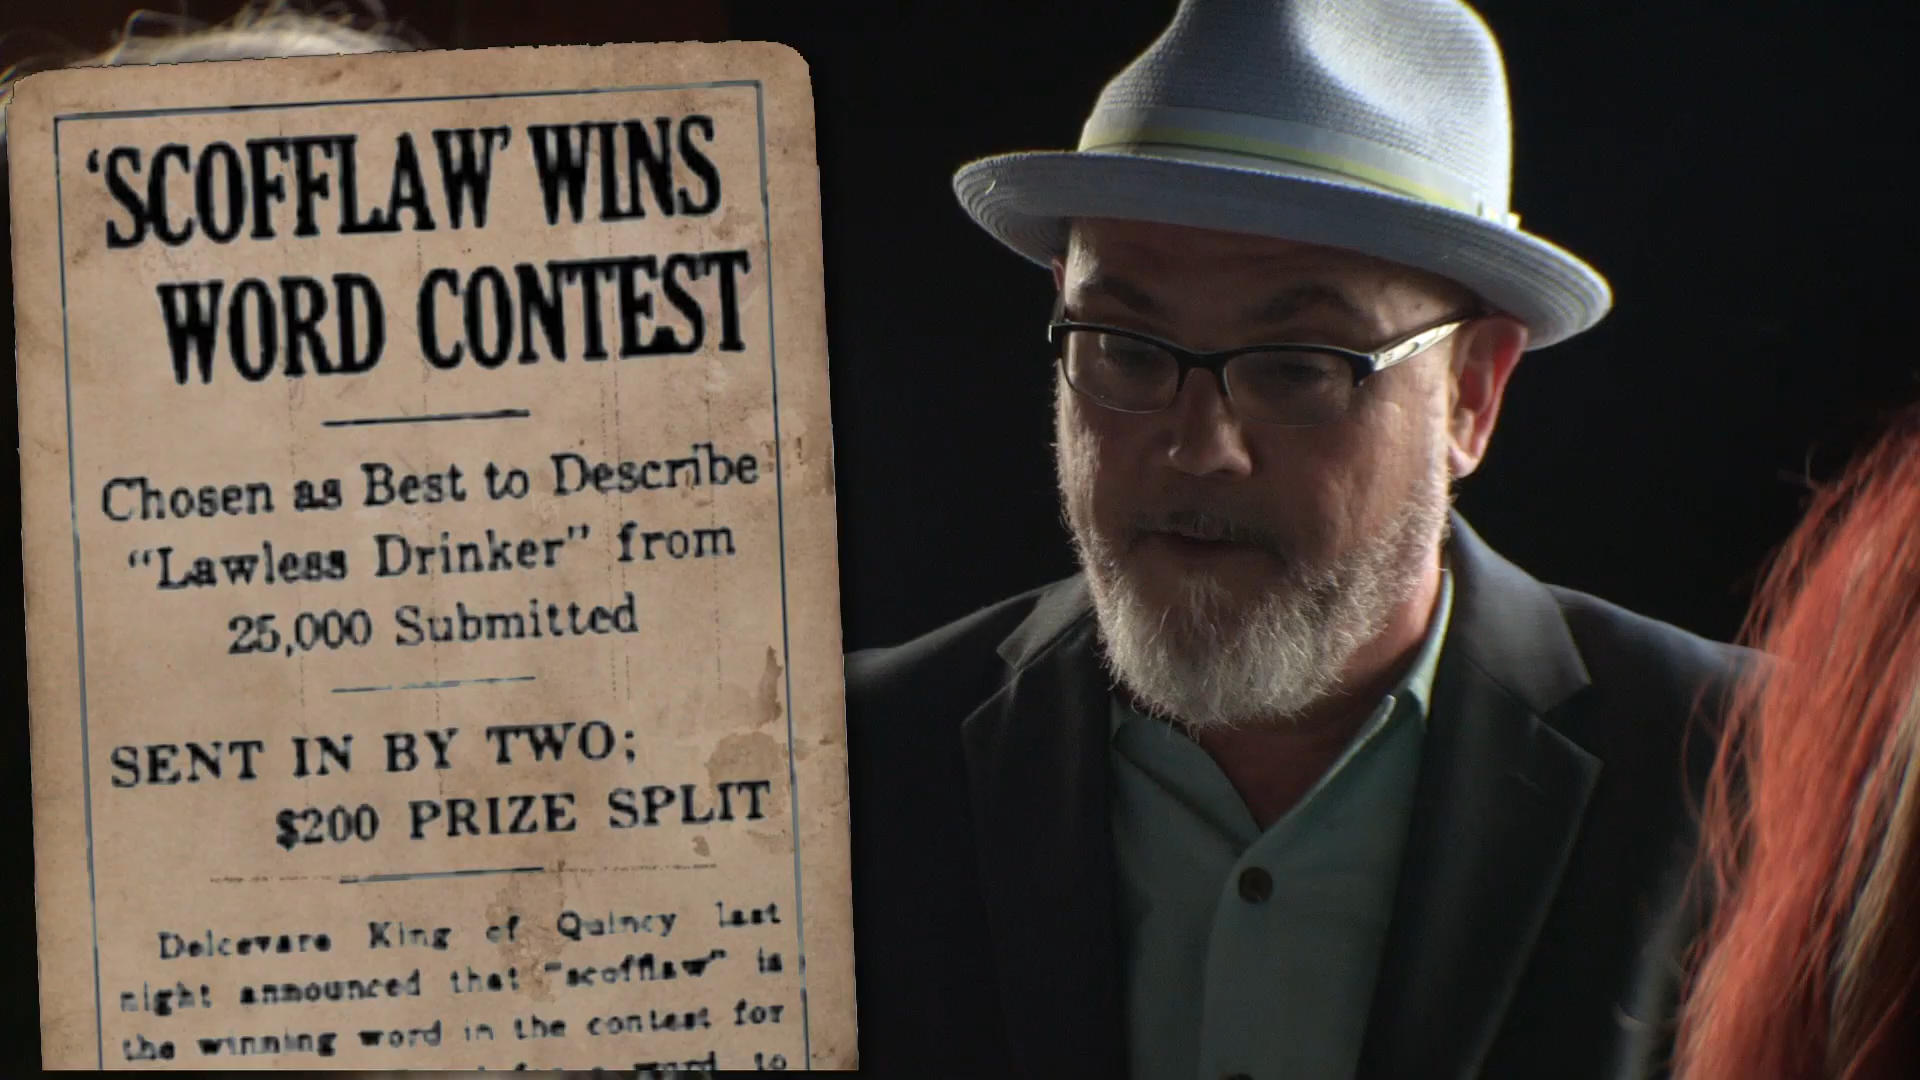 ‘SCOFFLAW’ WINS
WORD CONTEST
Chosen as Best to Describe
“Lawless Drinker” from
25,000 Submitted
SENT IN BY TWO;
$200 PRIZE SPLIT
Delcevare King of Quincy last
night announced that “scofflaw” is
the winning word in the contest for
word to